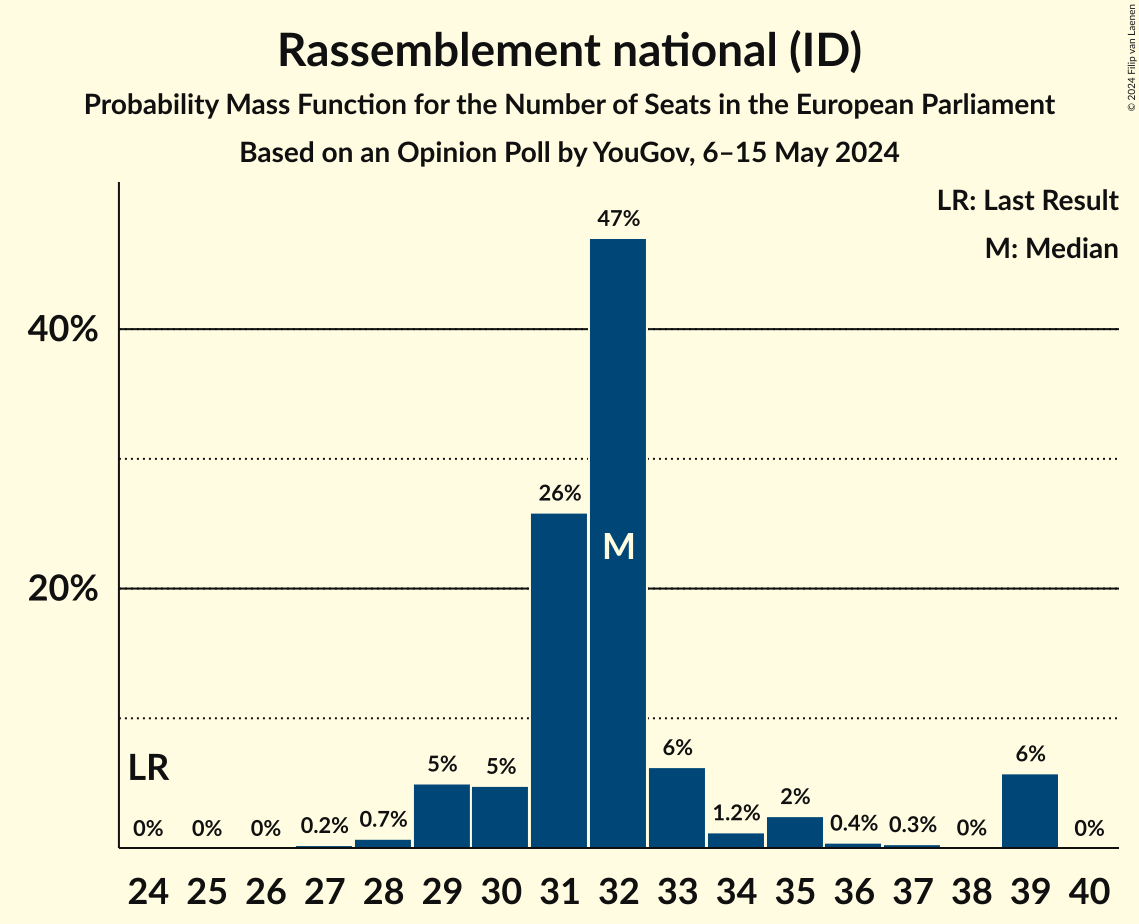 Rassemblement national (ID)
Probability Mass Function for the Number of Seats in the European Parliament
Based on an Opinion Poll by YouGov, 6–15 May 2024
© 2024 Filip van Laenen
LR: Last Result
M: Median
40%
20%
47%
26%
M
LR
0% 0% 0% 0.2% 0.7% 5% 5% 6% 1.2% 2% 0.4% 0.3% 0% 6% 0%
24 25 26 27 28 29 30 31 32 33 34 35 36 37 38 39 40